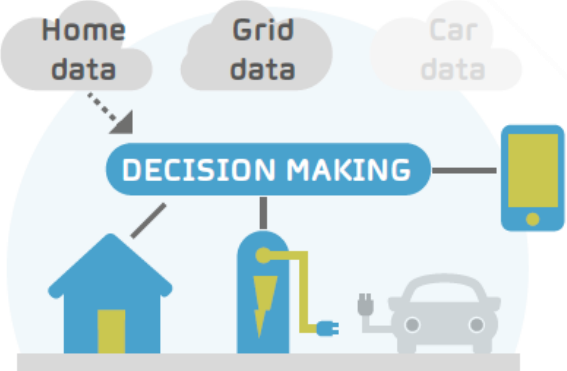 Home
data
Grid
data
Car
data
DECISION MAKING